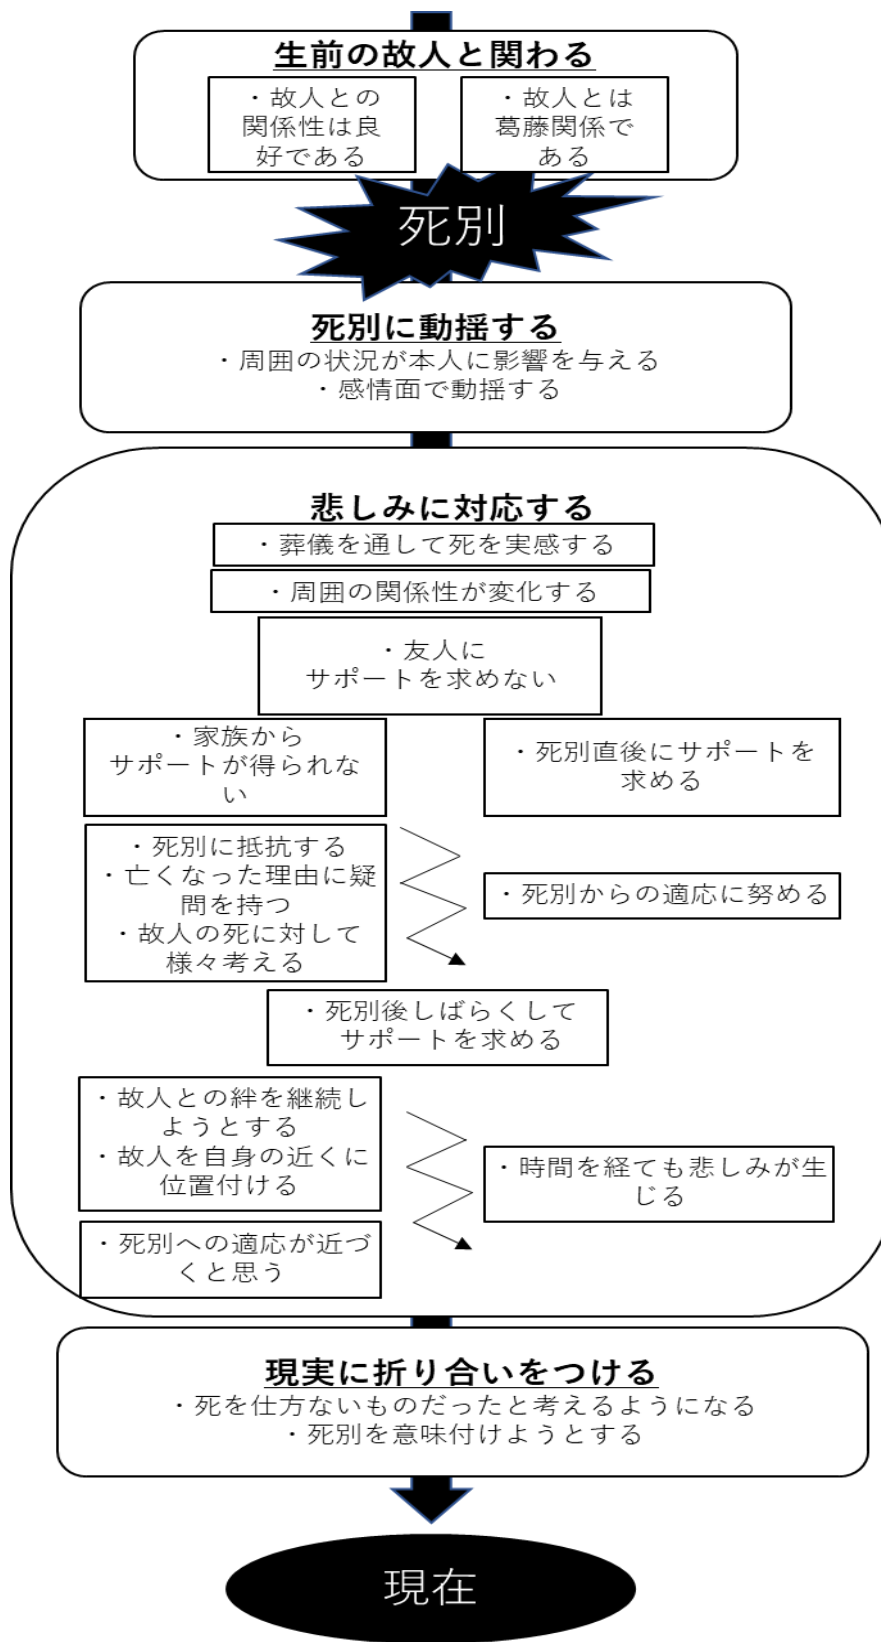 生前の故人と関わる
・故人との
関係性は良
好である
・故人とは
葛藤関係で
ある
死別
死別に動揺する
・周囲の状況が本人に影響を与える
・感情面で動揺する
悲しみに対応する
・葬儀を通して死を実感する
・周囲の関係性が変化する
・友人に
サポートを求めない
・家族から
サポートが得られな
い
・死別直後にサポートを
求める
・死別に抵抗する
・亡くなった理由に疑
問を持つ
・故人の死に対して
様々考える
・死別からの適応に努める
・死別後しばらくして
サポートを求める
・故人との絆を継続し
ようとする
・故人を自身の近くに
位置付ける
・時間を経ても悲しみが生
じる
・死別への適応が近づ
くと思う
現実に折り合いをつける
・死を仕方ないものだったと考えるようになる
・死別を意味付けようとする
現在